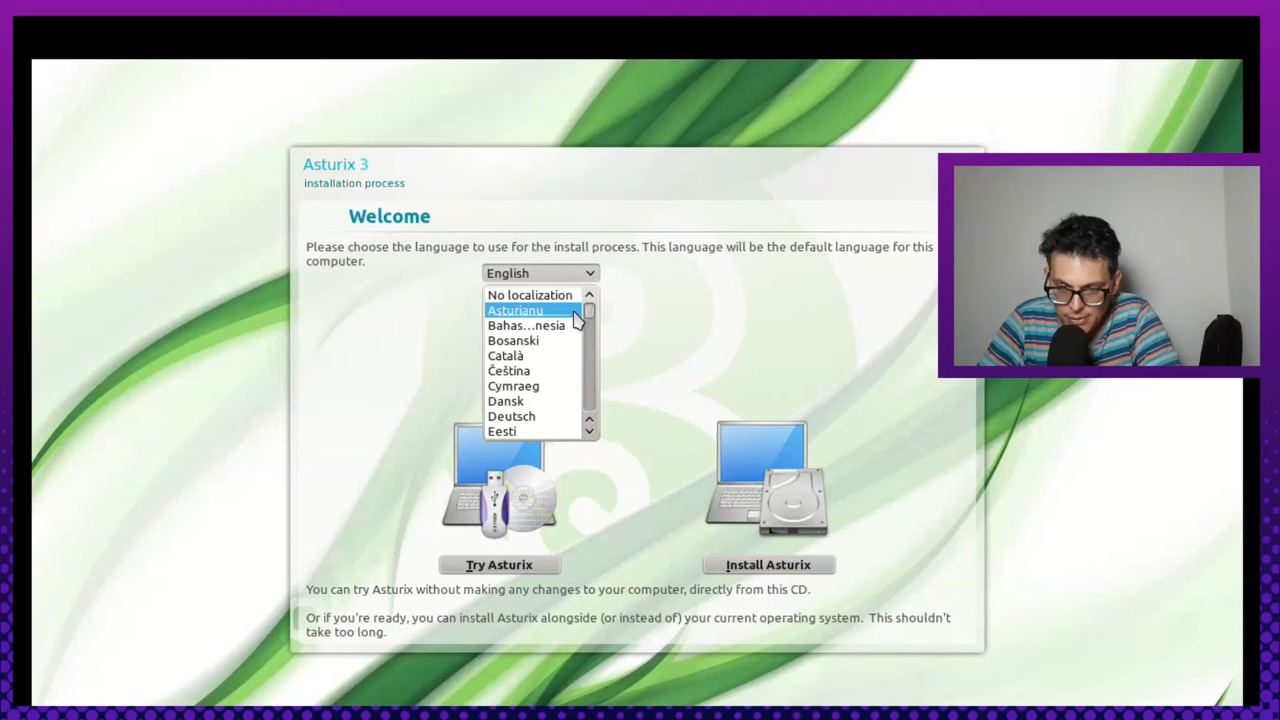 Asturix 3
installation process
Welcome
Please choose the language to use for the install process. This language will be the default language for this
computer.
English
No localization
Asturianu
Bahas...nesia
Bosanski
Català
Čeština
Cymraeg
Dansk
Deutsch
Eesti
Try Asturix
Install Asturix
You can try Asturix without making any changes to your computer, directly from this CD.
Or if you're ready, you can install Asturix alongside (or instead of) your current operating system. This shouldn't
take too long.